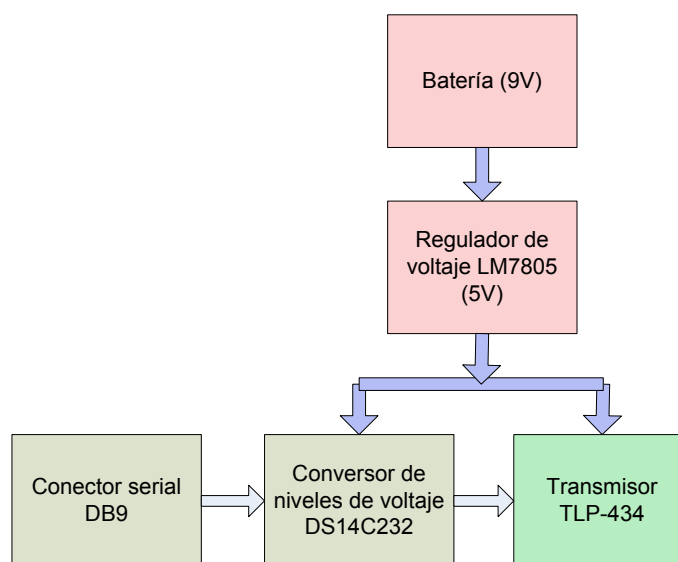 Batería (9V)
Regulador de
voltaje LM7805
(5V)
Conector serial
DB9
Conversor de
niveles de voltaje
DS14C232
Transmisor
TLP-434